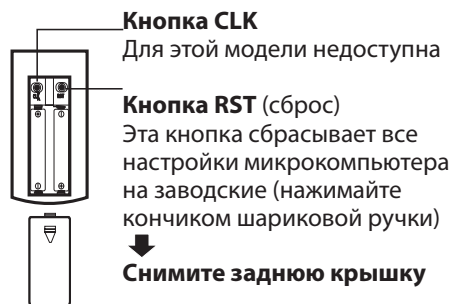 Кнопка CLK
Для этой модели недоступна
Кнопка RST (сброс)
Эта кнопка сбрасывает все
настройки микрокомпьютера
на заводские (нажимайте
кончиком шариковой ручки)
Снимите заднюю крышку